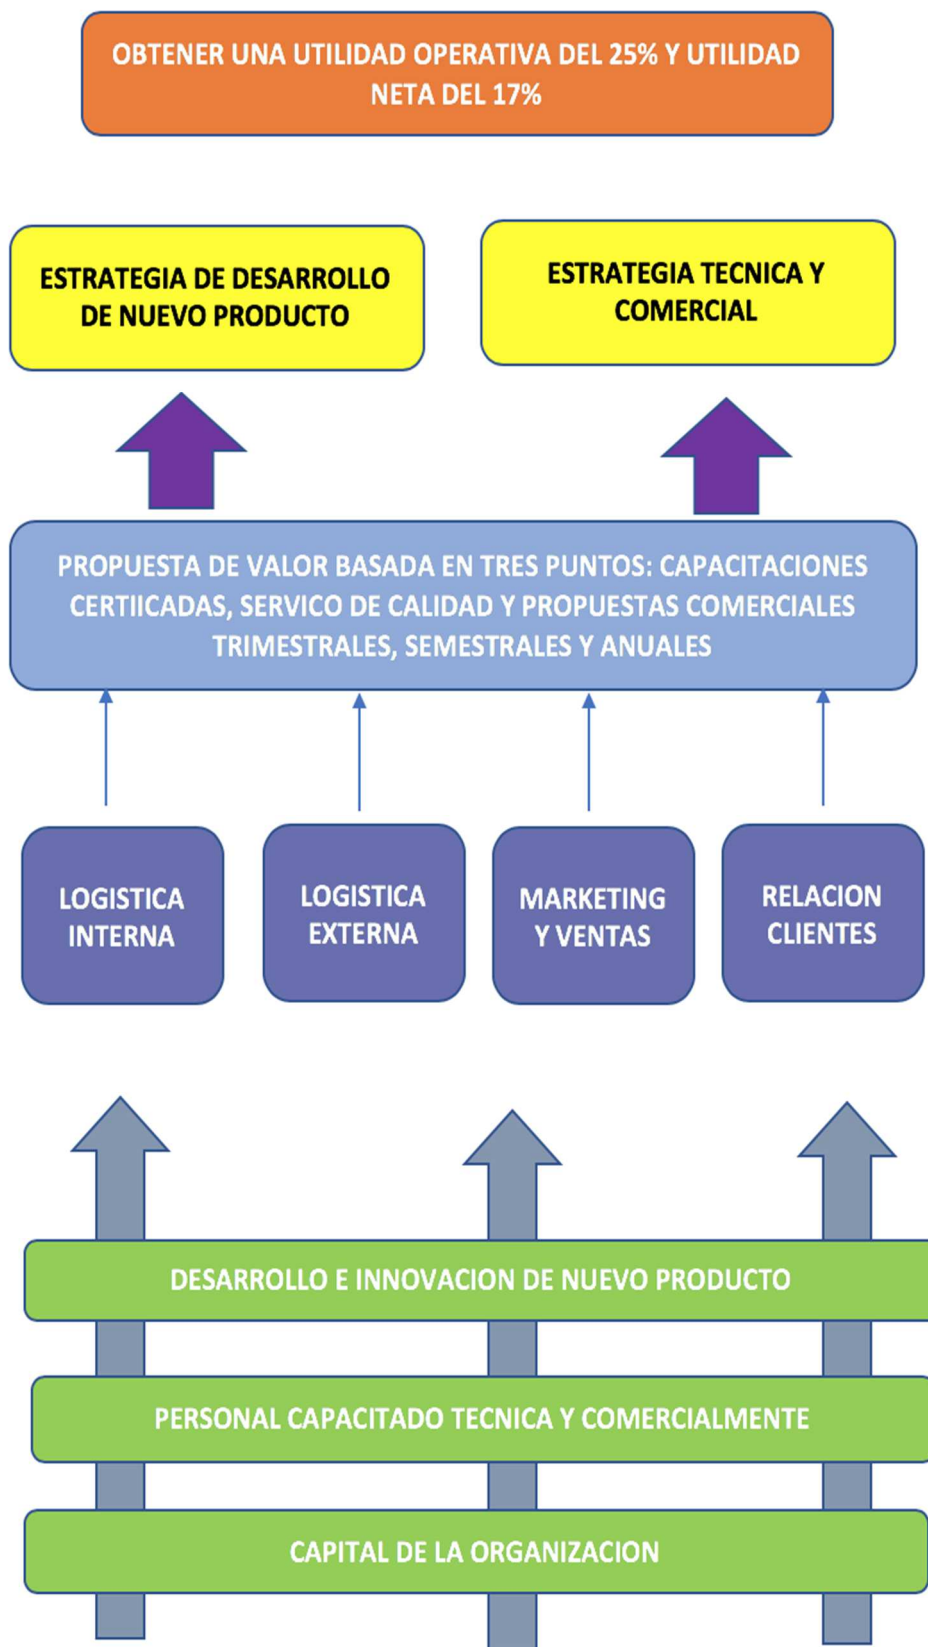 OBTENER UNA UTILIDAD OPERATIVA DEL 25% Y UTILIDAD
NETA DEL 17%
ESTRATEGIA DE DESARROLLO
DE NUEVO PRODUCTO
ESTRATEGIA TECNICA Y
COMERCIAL
PROPUESTA DE VALOR BASADA EN TRES PUNTOS: CAPACITACIONES
CERTIICADAS, SERVICO DE CALIDAD Y PROPUESTAS COMERCIALES
TRIMESTRALES, SEMESTRALES Y ANUALES
LOGISTICA
INTERNA
LOGISTICA
EXTERNA
MARKETING
Y VENTAS
RELACION
CLIENTES
DESARROLLO E INNOVACION DE NUEVO PRODUCTO
PERSONAL CAPACITADO TECNICA Y COMERCIALMENTE
CAPITAL DE LA ORGANIZACION